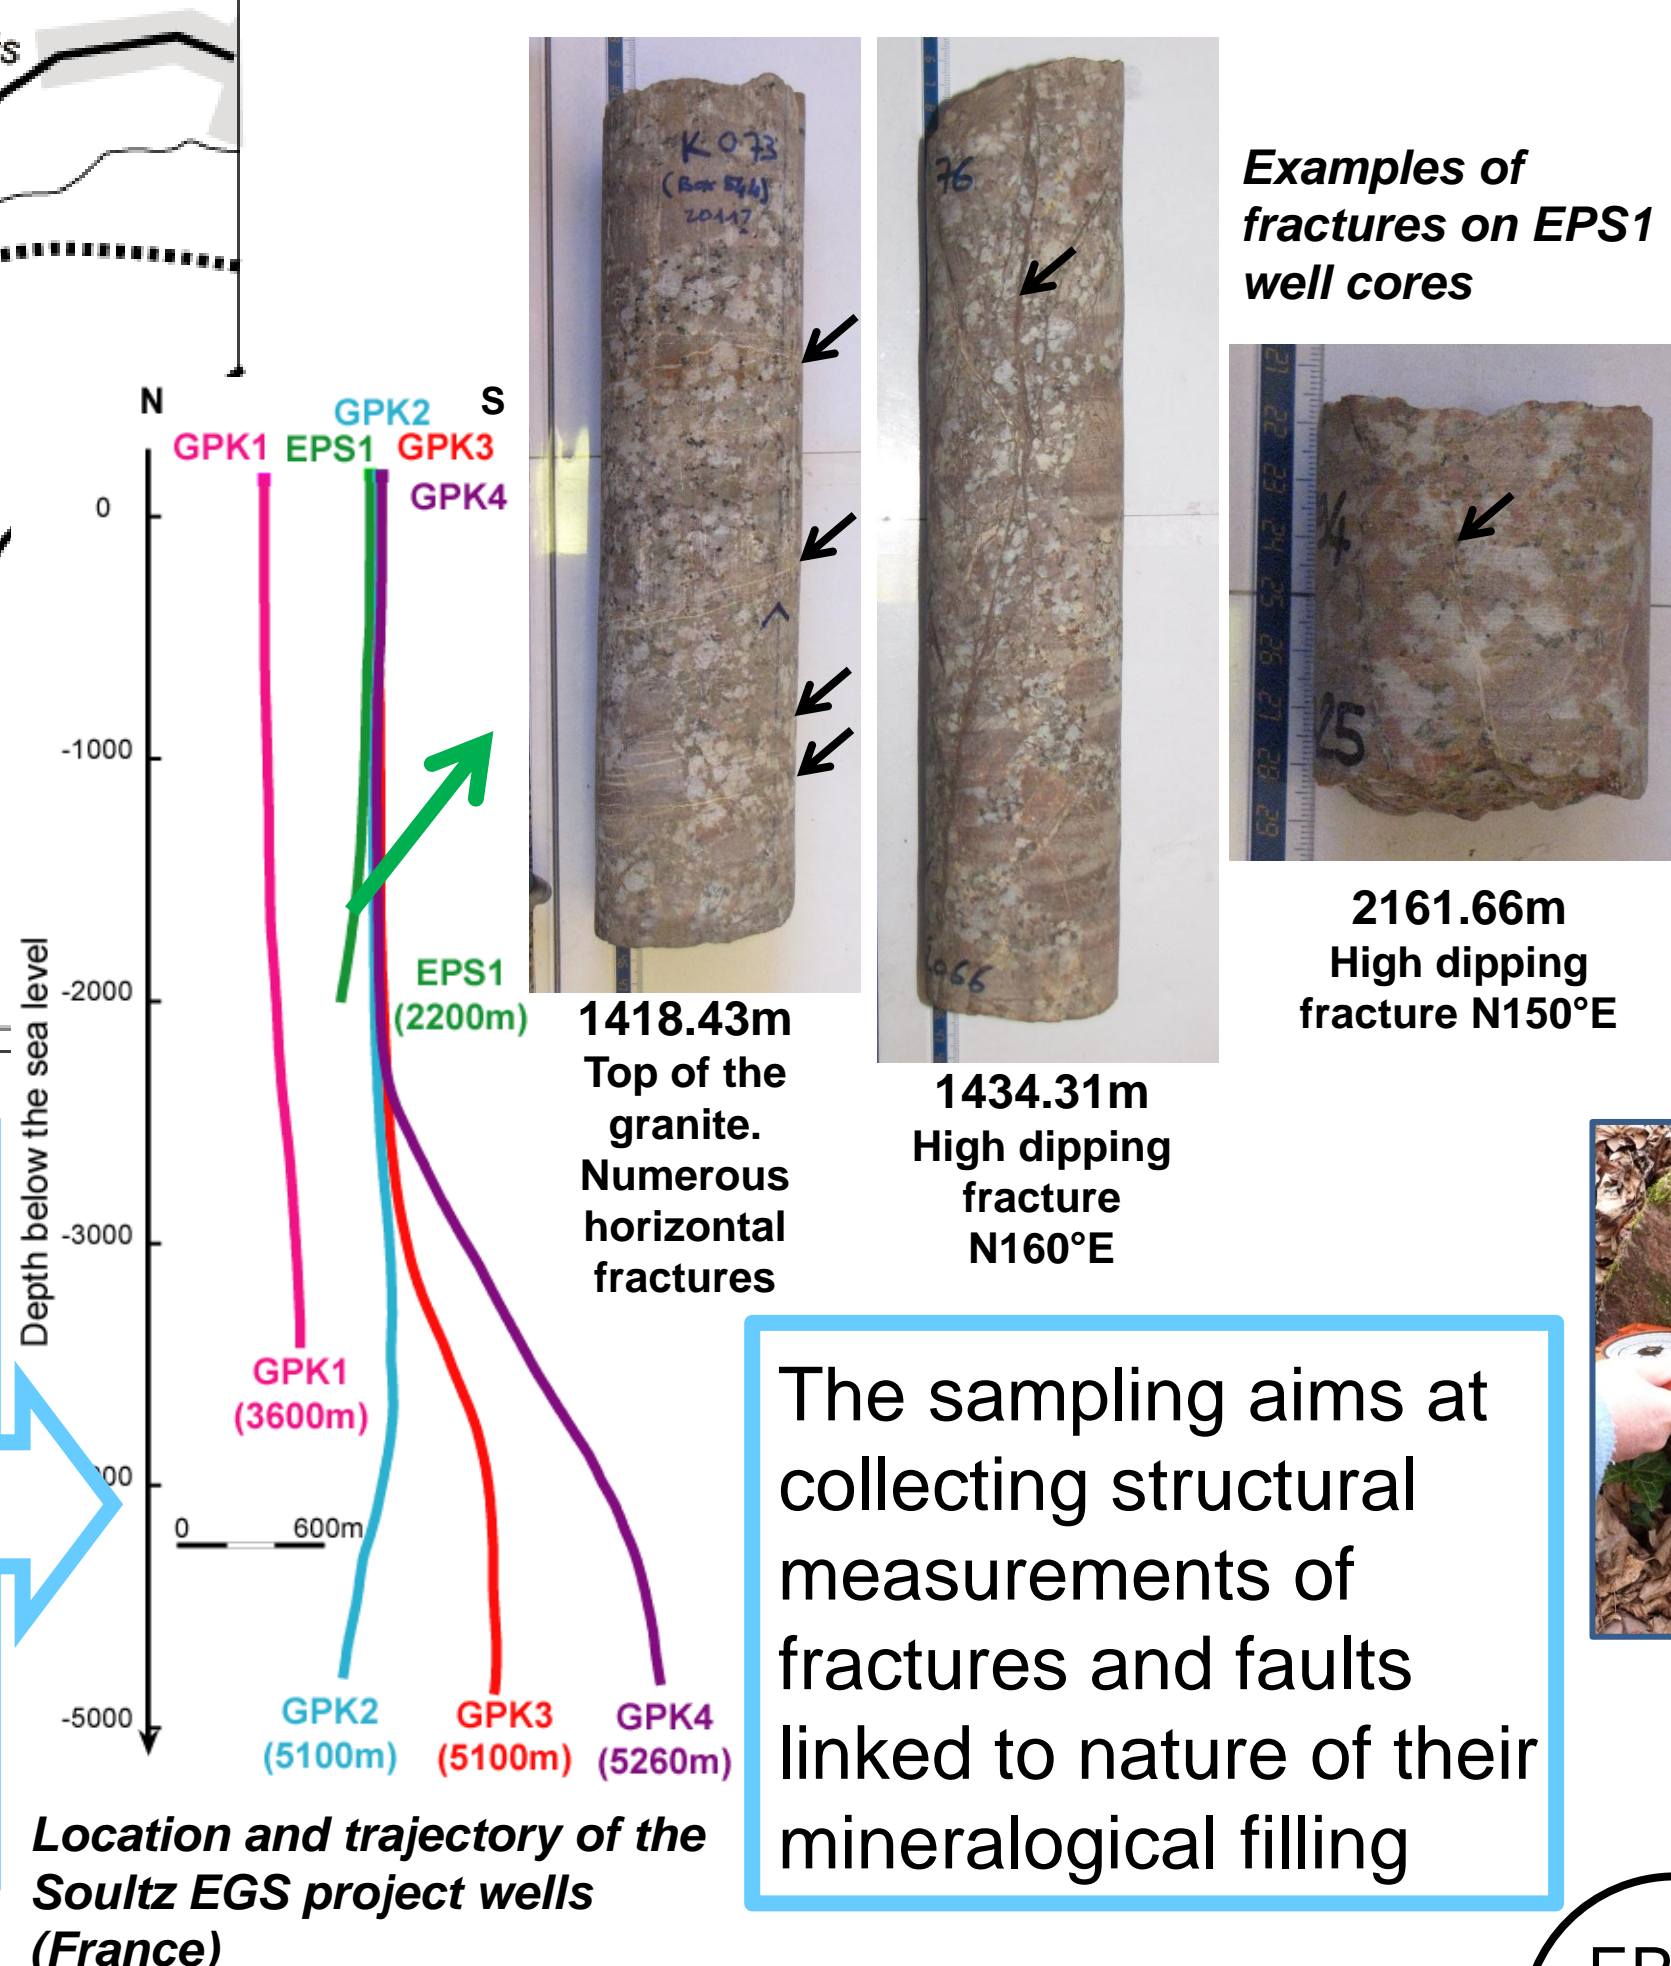 N
S
GPK2
GPK1 EPS1 GPK3
GPK4
0
-1000
-2000
-3000
-5000
Depth below the sea level
EPS1
(2200m)
GPK1
(3600m)
0 600m
GPK2
(5100m)
GPK3
(5100m)
GPK4
(5260m)
Location and trajectory of the
Soultz EGS project wells
(France)
K 073
76
25
Examples of
fractures on EPS1
well cores
1418.43m
Top of the
granite.
Numerous
horizontal
fractures
1434.31m
High dipping
fracture
N160°E
2161.66m
High dipping
fracture N150°E
The sampling aims at
collecting structural
measurements of
fractures and faults
linked to nature of their
mineralogical filling